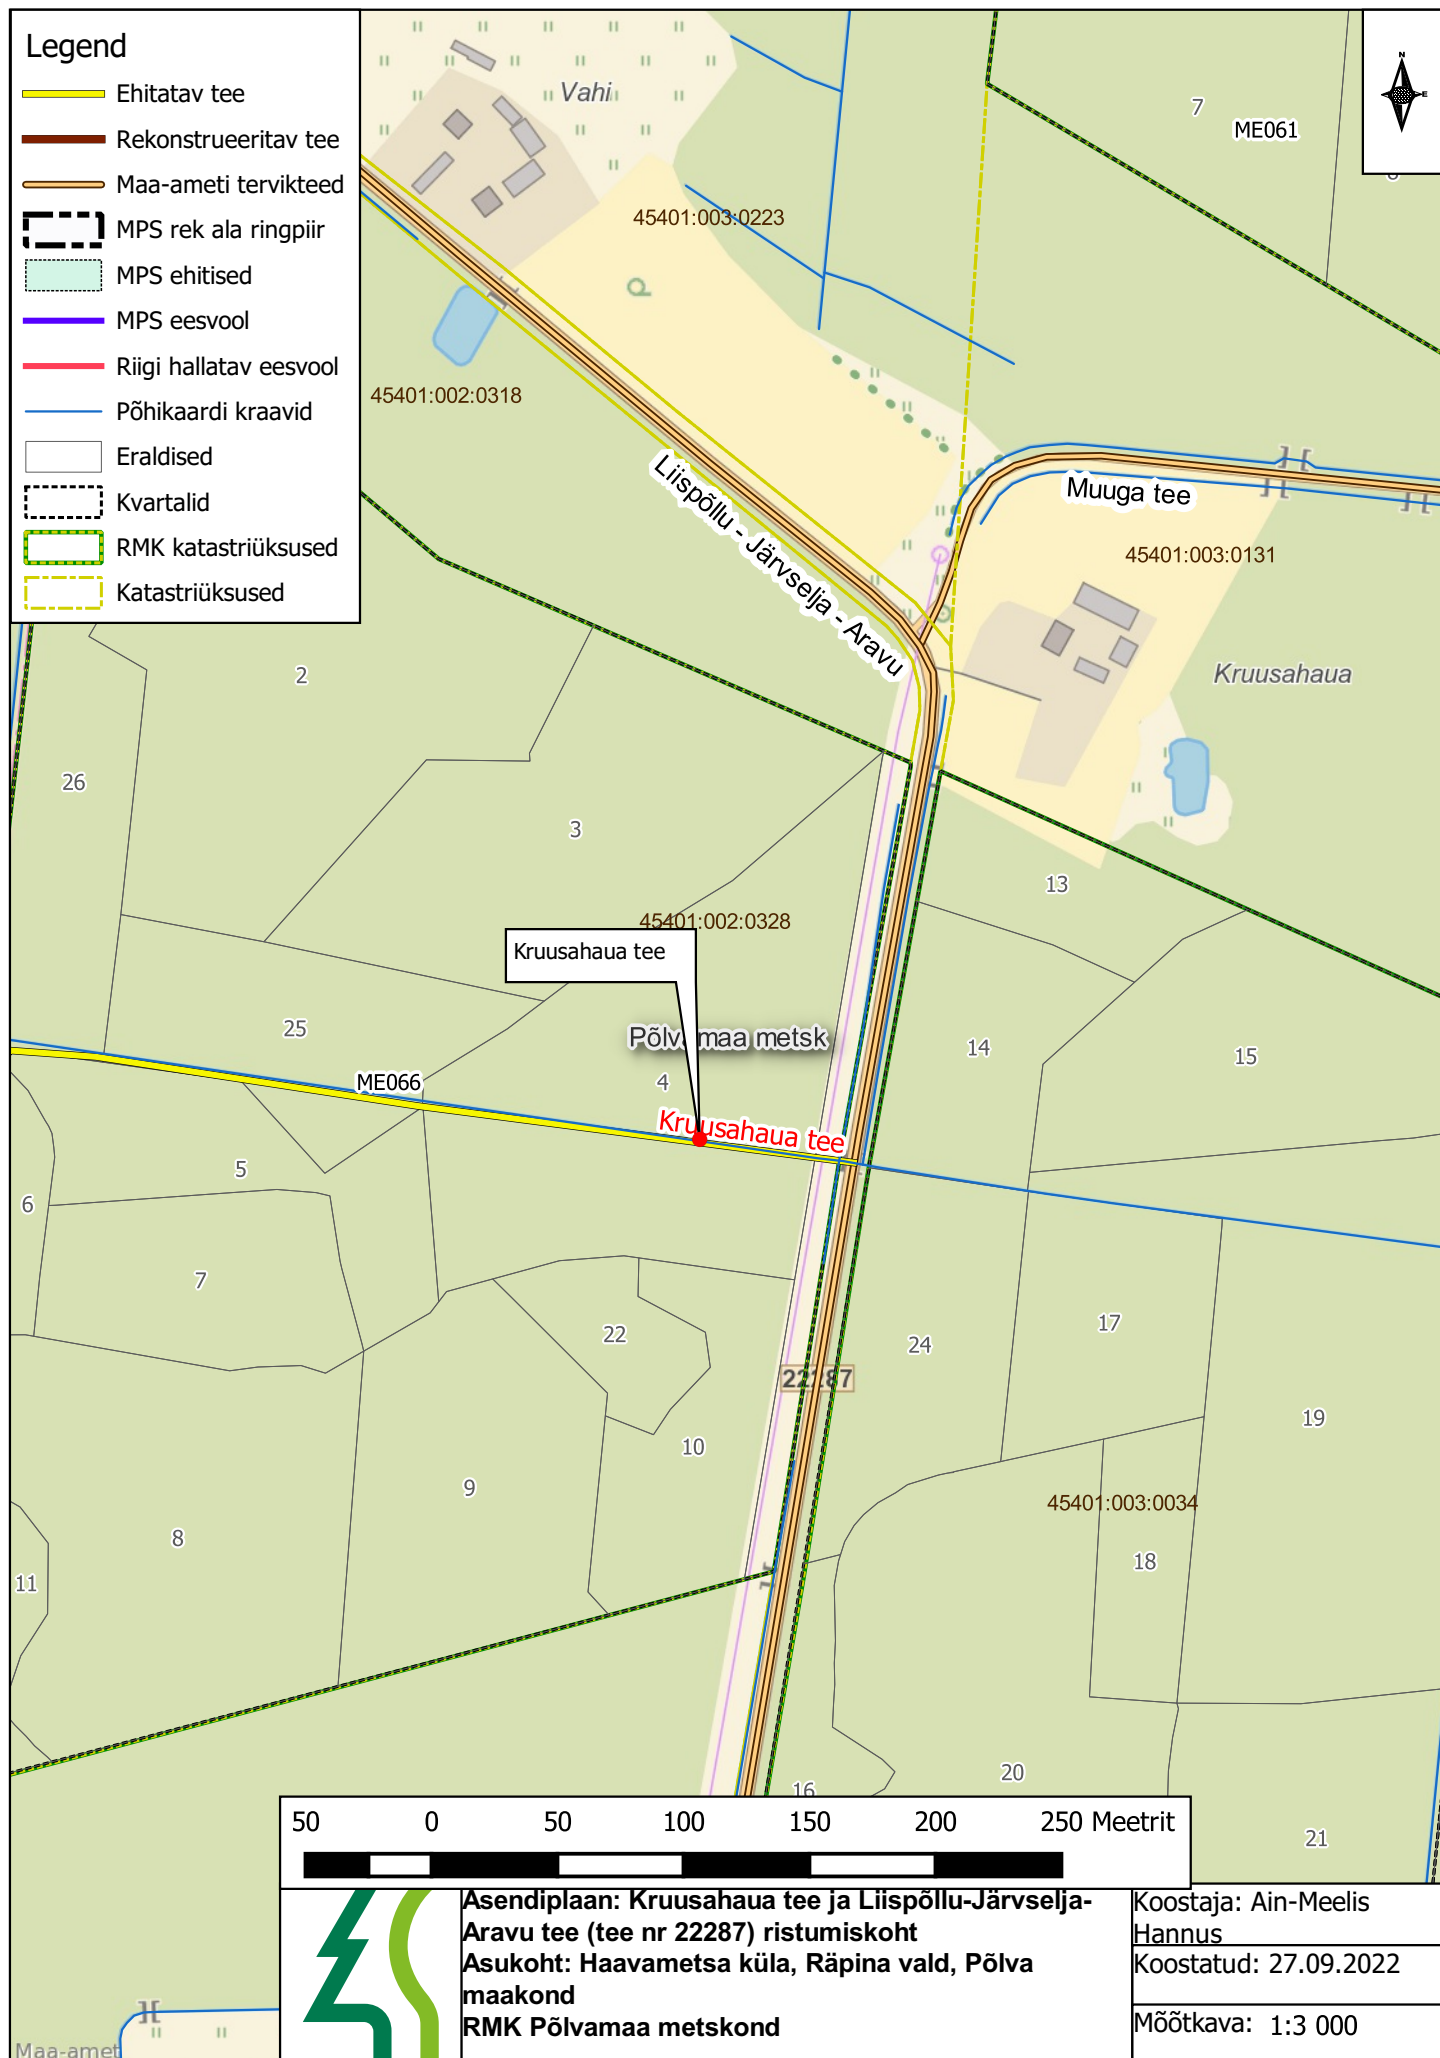 Legend
Ehitatav tee
Rekonstrueeritav tee
Maa-ameti tervikteed
MPS rek ala ringpiir
MPS ehitised
MPS eesvool
Riigi hallatav eesvool
Põhikaardi kraavid
Eraldised
Kvartalid
RMK katastriüksused
Katastriüksused
N
E
Vahi
7
ME061
45401:003:0223
45401:002:0318
Liispõllu - Järvselja - Aravu
Muuga tee
45401:003:0131
Kruusahaua
2
26
3
13
45401:002:0328
Kruusahaua tee
25
Põlvamaa metsk
14
15
ME066
4
Kruusahaua tee
5
6
7
22
24
17
22287
19
10
9
45401:003:0034
8
18
11
16
20
21
50 0 50 100 150 200 250 Meetrit
Asendiplaan: Kruusahaua tee ja Liispõllu-Järvselja-
Aravu tee (tee nr 22287) ristumiskoht
Asukoht: Haavametsa küla, Räpina vald, Põlva
maakond
RMK Põlvamaa metskond
Koostaja: Ain-Meelis
Hannus
Koostatud: 27.09.2022
Mõõtkava: 1:3 000
Maa-amet